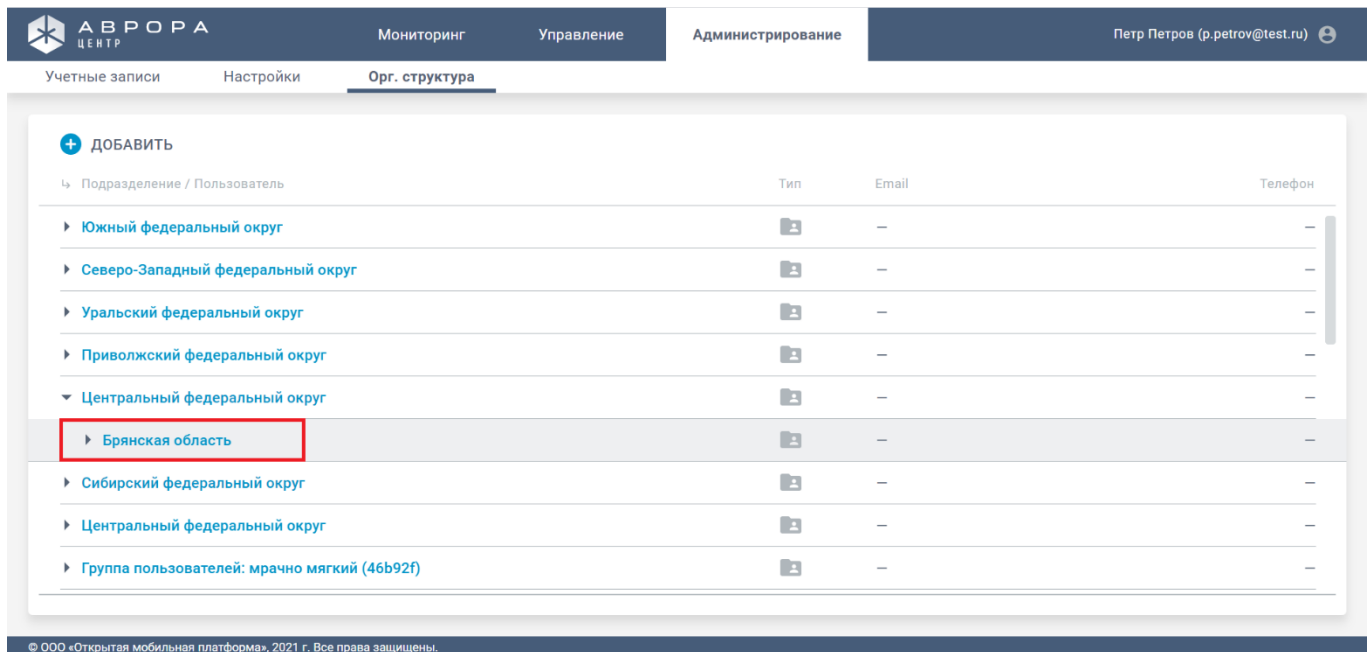 АВРОРА
ЦЕНТР
Мониторинг Управление Администрирование Петр Петров (p.petrov@test.ru)
Учетные записи Настройки Орг. структура
ДОБАВИТЬ
Подразделение / Пользователь Тип Email Телефон
Южный федеральный округ — —
Северо-Западный федеральный округ — —
Уральский федеральный округ — —
Приволжский федеральный округ — —
Центральный федеральный округ — —
Брянская область — —
Сибирский федеральный округ — —
Центральный федеральный округ — —
Группа пользователей: мрачно мягкий (46b92f) — —
© ООО «Открытая мобильная платформа», 2021 г. Все права защищены.